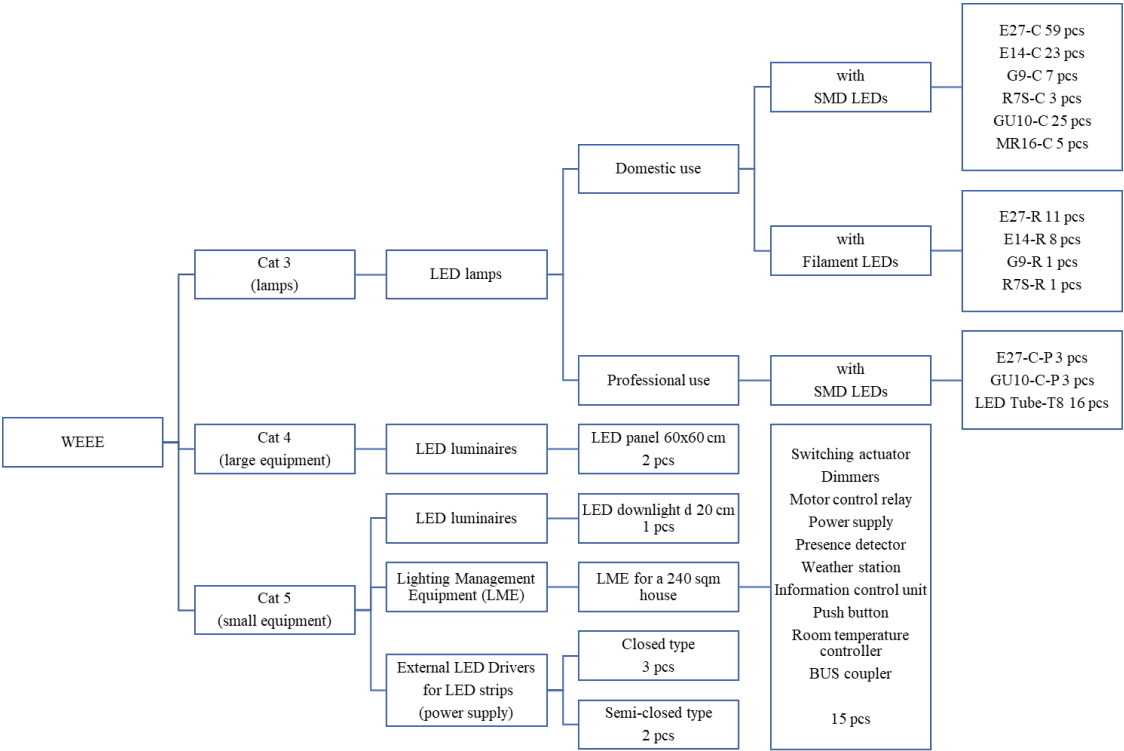 WEEE
Cat 3
(lamps)
LED lamps
Domestic use
with
SMD LEDs
E27-C 59 pcs
E14-C 23 pcs
G9-C 7 pcs
R7S-C 3 pcs
GU10-C 25 pcs
MR16-C 5 pcs
with
Filament LEDs
E27-R 11 pcs
E14-R 8 pcs
G9-R 1 pcs
R7S-R 1 pcs
Professional use
with
SMD LEDs
E27-C-P 3 pcs
GU10-C-P 3 pcs
LED Tube-T8 16 pcs
Cat 4
(large equipment)
LED luminaires
LED panel 60x60 cm
2 pcs
Cat 5
(small equipment)
LED luminaires
LED downlight d 20 cm
1 pcs
Lighting Management
Equipment (LME)
LME for a 240 sqm
house
Switching actuator
Dimmers
Motor control relay
Power supply
Presence detector
Weather station
Information control unit
Push button
Room temperature
controller
BUS coupler
15 pcs
External LED Drivers
for LED strips
(power supply)
Closed type
3 pcs
Semi-closed type
2 pcs